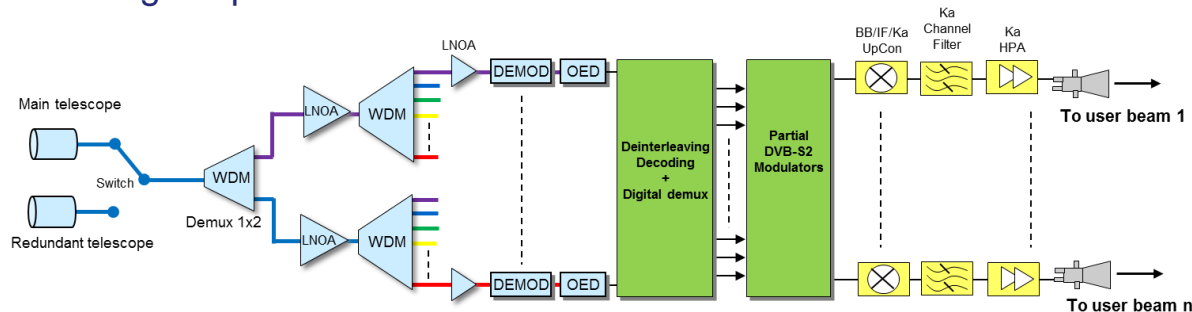 Ka
Channel
Filter
BB/IF/Ka
UpCon
Ka
HPA
LNOA
DEMOD
OED
Main telescope
LNOA
WDM
To user beam 1
Switch
WDM
Deinterleaving
Decoding
+
Digital demux
Partial
DVB-S2
Modulators
Demux 1x2
Redundant telescope
LNOA
WDM
DEMOD
OED
To user beam n